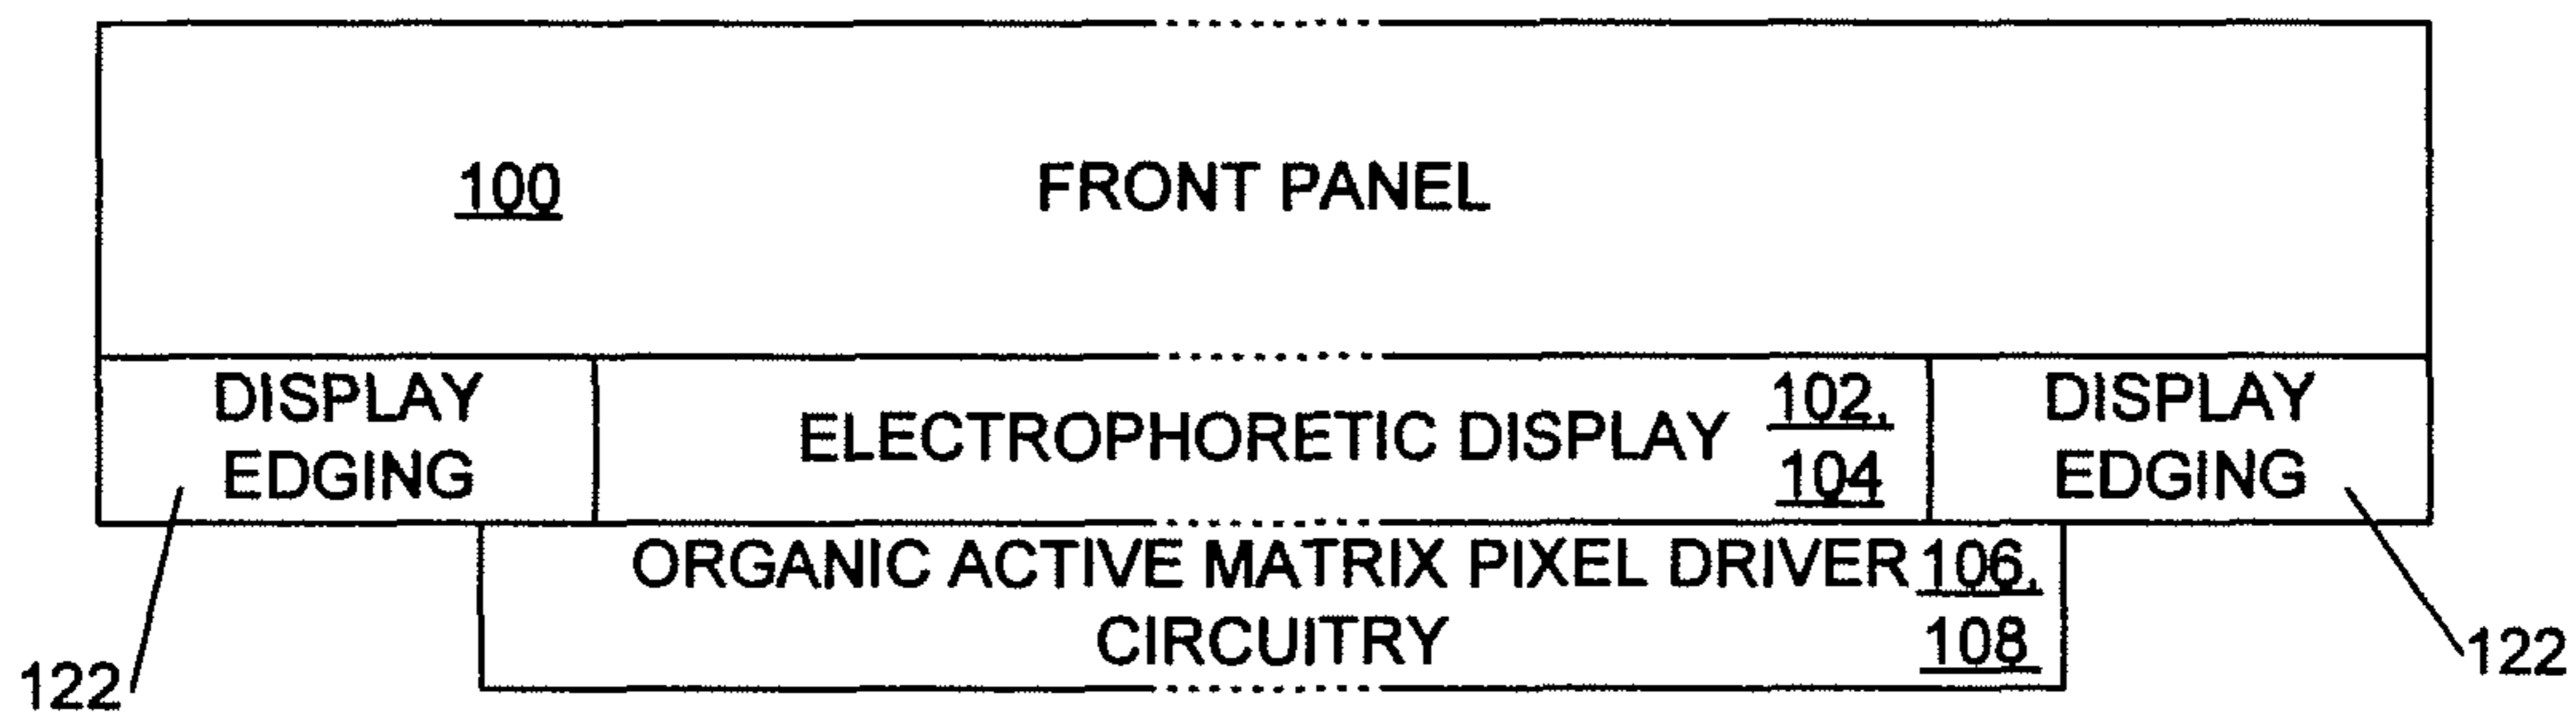 100 FRONT PANEL
DISPLAY EDGING
ELECTROPHORETIC DISPLAY 102, 104
DISPLAY EDGING
ORGANIC ACTIVE MATRIX PIXEL DRIVER 106,
CIRCUITRY 108
122
122